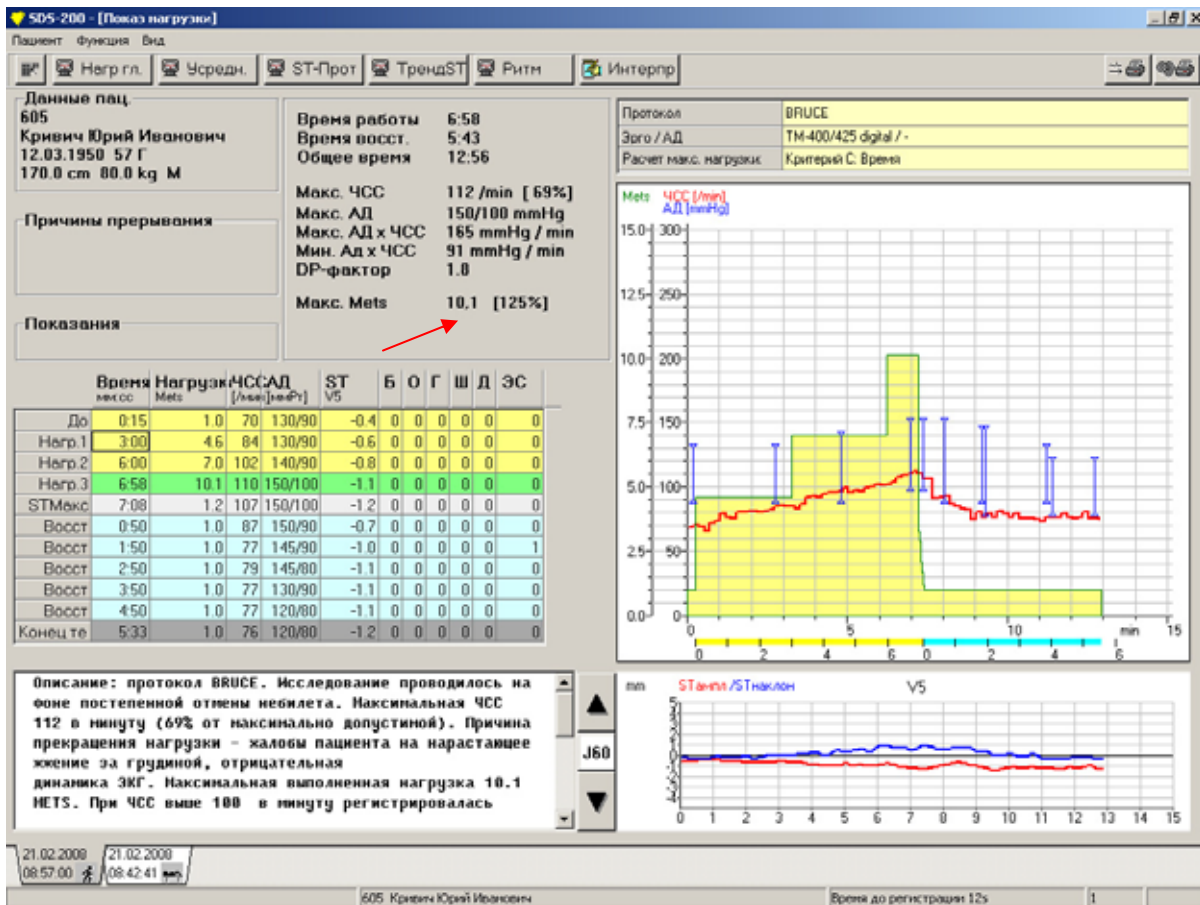 SDS-200 - [Показ нагрузки]
Пациент Функция Вид
Нагр гл. Усредн. ST-Прот ТрендST Ритм Интерпр
Данные пац.
605
Кривич Юрий Иванович
12.03.1950 57 Г
170.0 cm 80.0 kg M
Причины прерывания
Показания
Время работы 6:58
Время восст. 5:43
Общее время 12:56
Макс. ЧСС 112 /min [ 69%]
Макс. АД 150/100 mmHg
Макс. АД x ЧСС 165 mmHg / min
Мин. Ад x ЧСС 91 mmHg / min
DP-фактор 1.8
Макс. Mets 10,1 [125%]
Протокол BRUCE
Эрго / АД TM-400/425 digital / -
Расчет макс. нагрузки: Критерий C. Время
Mets ЧСС [/min]
АД [mmHg]
15.0 300
12.5 250
10.0 200
7.5 150
5.0 100
2.5 50
0.0 0
0 5 10 min 15
0 2 4 6 0 2 4 6
Время Нагрузк ЧСС АД ST Б О Г Ш Д ЭС
мм:сс Mets [/мин] [ммРт] V5
До 0:15 1.0 70 130/90 -0.4 0 0 0 0 0 0
Нагр.1 3:00 4.6 84 130/90 -0.6 0 0 0 0 0 0
Нагр.2 6:00 7.0 102 140/90 -0.8 0 0 0 0 0 0
Нагр.3 6:58 10.1 110 150/100 -1.1 0 0 0 0 0 0
STМакс 7:08 1.2 107 150/100 -1.2 0 0 0 0 0 0
Восст 0:50 1.0 87 150/90 -0.7 0 0 0 0 0 0
Восст 1:50 1.0 77 145/90 -1.0 0 0 0 0 0 1
Восст 2:50 1.0 79 145/80 -1.1 0 0 0 0 0 0
Восст 3:50 1.0 77 130/90 -1.1 0 0 0 0 0 0
Восст 4:50 1.0 77 120/80 -1.1 0 0 0 0 0 0
Конец те 5:33 1.0 76 120/80 -1.2 0 0 0 0 0 0
Описание: протокол BRUCE. Исследование проводилось на
фоне постепенной отмены небилета. Максимальная ЧСС
112 в минуту (69% от максимально допустимой). Причина
прекращения нагрузки - жалобы пациента на нарастающее
жжение за грудиной, отрицательная
динамика ЭКГ. Максимальная выполненная нагрузка 10.1
METS. При ЧСС выше 100 в минуту регистрировалась
J60
mm STампл /STнаклон V5
0 1 2 3 4 5 6 7 8 9 10 11 12 13 14 15
21.02.2008 21.02.2008
08:57:00 08:42:41
605 Кривич Юрий Иванович Время до регистрации 12s 1